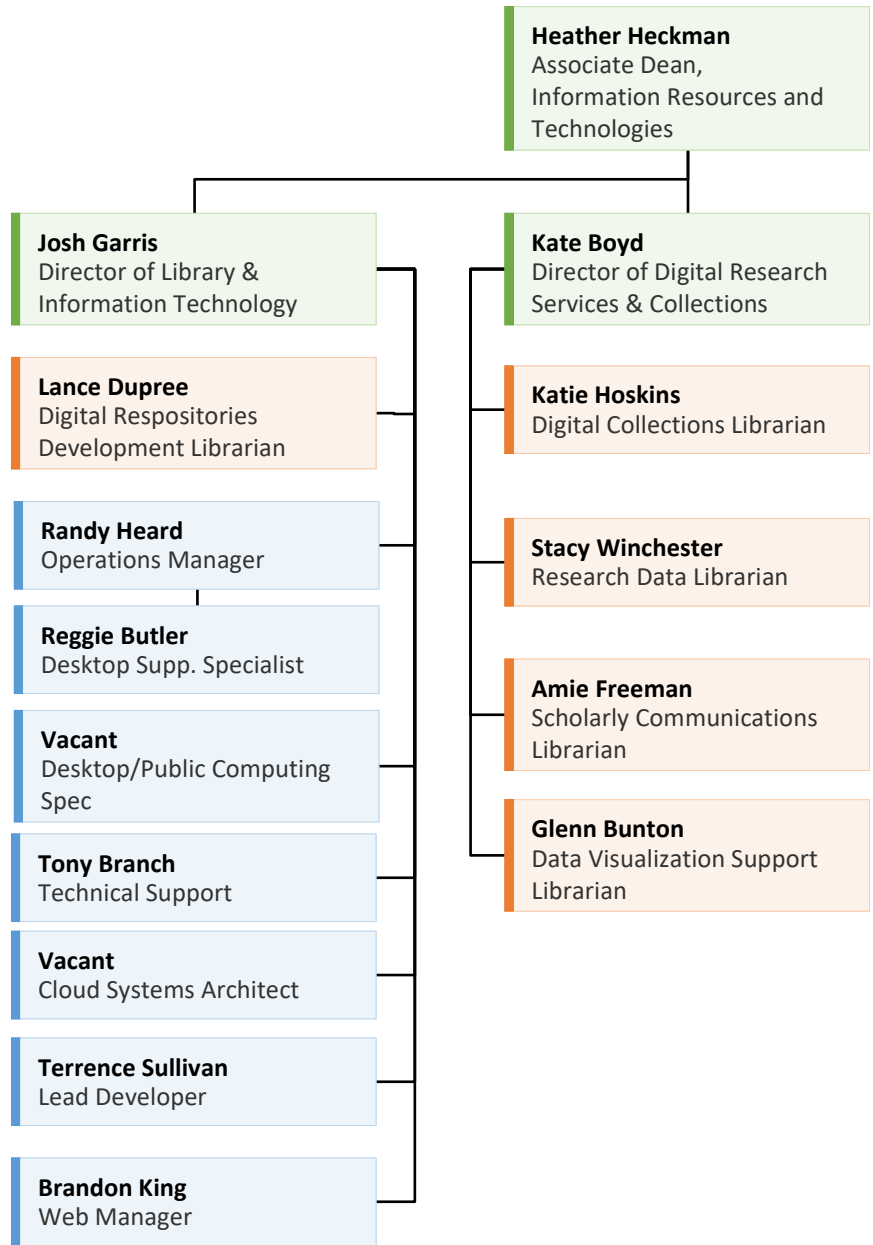 Heather Heckman
Associate Dean,
Information Resources and
Technologies
Josh Garris
Director of Library &
Information Technology
Lance Dupree
Digital Respositories
Development Librarian
Randy Heard
Operations Manager
Reggie Butler
Desktop Supp. Specialist
Vacant
Desktop/Public Computing
Spec
Tony Branch
Technical Support
Vacant
Cloud Systems Architect
Terrence Sullivan
Lead Developer
Brandon King
Web Manager
Kate Boyd
Director of Digital Research
Services & Collections
Katie Hoskins
Digital Collections Librarian
Stacy Winchester
Research Data Librarian
Amie Freeman
Scholarly Communications
Librarian
Glenn Bunton
Data Visualization Support
Librarian